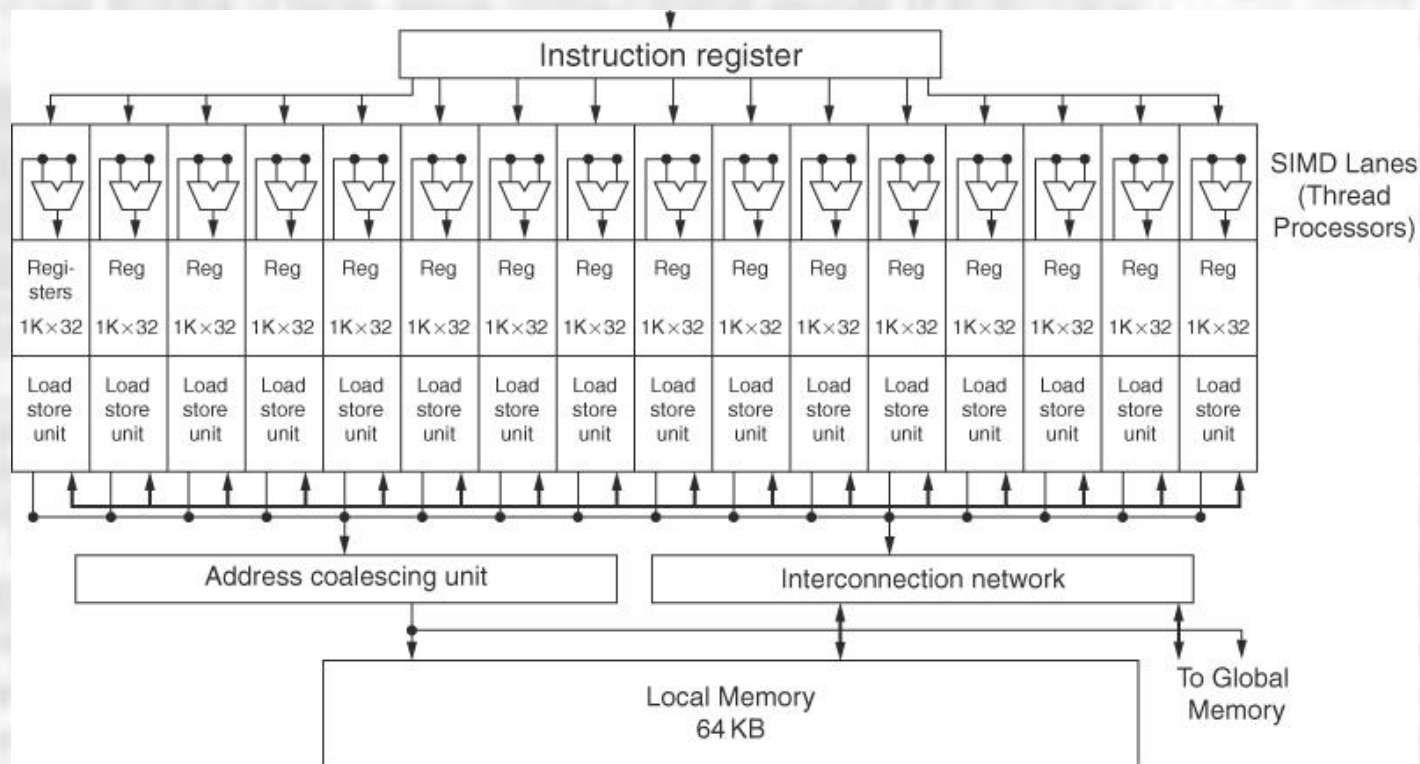 Instruction register
SIMD Lanes
(Thread
Processors)
Regi- Reg Reg Reg Reg Reg Reg Reg Reg Reg Reg Reg Reg Reg Reg Reg
sters
1K×32 1K×32 1K×32 1K×32 1K×32 1K×32 1K×32 1K×32 1K×32 1K×32 1K×32 1K×32 1K×32 1K×32 1K×32 1K×32
Load Load Load Load Load Load Load Load Load Load Load Load Load Load Load Load
store store store store store store store store store store store store store store store store
unit unit unit unit unit unit unit unit unit unit unit unit unit unit unit unit
Address coalescing unit
Interconnection network
To Global
Memory
Local Memory
64 KB